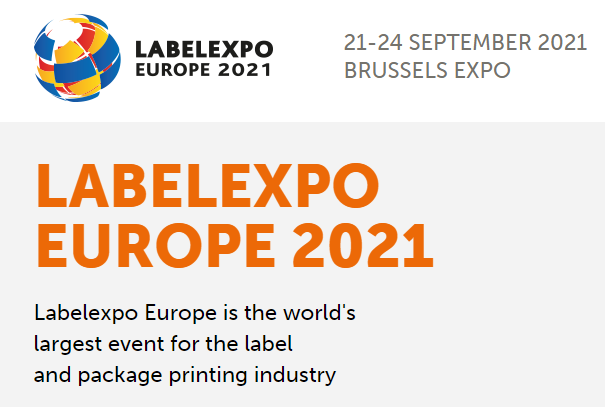 LABELEXPO
EUROPE 2021
21-24 SEPTEMBER 2021
BRUSSELS EXPO
LABELEXPO
EUROPE 2021
Labelexpo Europe is the world's
largest event for the label
and package printing industry